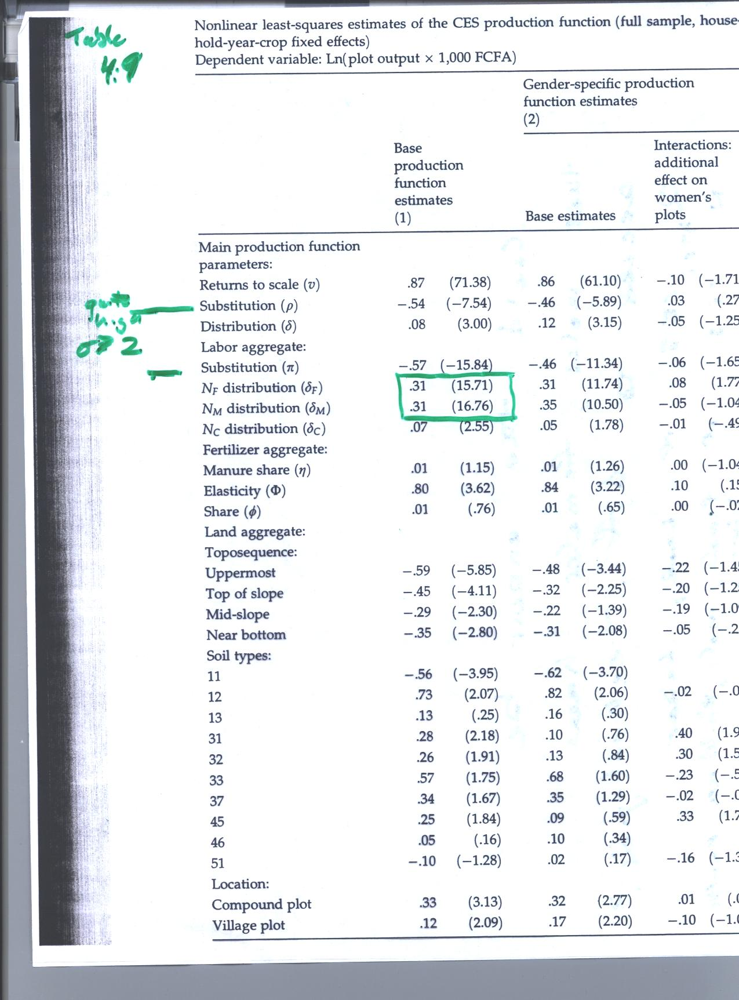 Table
4.9
Nonlinear least-squares estimates of the CES production function (full sample, house-
hold-year-crop fixed effects)
Dependent variable: Ln(plot output × 1,000 FCFA)
Gender-specific production
function estimates
(2)
Base
production
function
estimates
(1)
Base estimates
Interactions:
additional
effect on
women's
plots
Main production function
parameters:
Returns to scale (v) .87 (71.38) .86 (61.10) −.10 (−1.71
quite
high
σ 2
Substitution (ρ) −.54 (−7.54) −.46 (−5.89) .03 (.27
Distribution (δ) .08 (3.00) .12 (3.15) −.05 (−1.25
Labor aggregate:
Substitution (π) −.57 (−15.84) −.46 (−11.34) −.06 (−1.65
N_F distribution (δ_F) .31 (15.71) .31 (11.74) .08 (1.77
N_M distribution (δ_M) .31 (16.76) .35 (10.50) −.05 (−1.04
N_C distribution (δ_C) .07 (2.55) .05 (1.78) −.01 (−.49
Fertilizer aggregate:
Manure share (η) .01 (1.15) .01 (1.26) .00 (−1.04
Elasticity (Φ) .80 (3.62) .84 (3.22) .10 (.15
Share (ϕ) .01 (.76) .01 (.65) .00 (−.07
Land aggregate:
Toposequence:
Uppermost −.59 (−5.85) −.48 (−3.44) −.22 (−1.4
Top of slope −.45 (−4.11) −.32 (−2.25) −.20 (−1.2
Mid-slope −.29 (−2.30) −.22 (−1.39) −.19 (−1.0
Near bottom −.35 (−2.80) −.31 (−2.08) −.05 (−.2
Soil types:
11 −.56 (−3.95) −.62 (−3.70)
12 .73 (2.07) .82 (2.06) −.02 (−.0
13 .13 (.25) .16 (.30)
31 .28 (2.18) .10 (.76) .40 (1.9
32 .26 (1.91) .13 (.84) .30 (1.5
33 .57 (1.75) .68 (1.60) −.23 (−.5
37 .34 (1.67) .35 (1.29) −.02 (−.0
45 .25 (1.84) .09 (.59) .33 (1.7
46 .05 (.16) .10 (.34)
51 −.10 (−1.28) .02 (.17) −.16 (−1.3
Location:
Compound plot .33 (3.13) .32 (2.77) .01 (.0
Village plot .12 (2.09) .17 (2.20) −.10 (−1.0